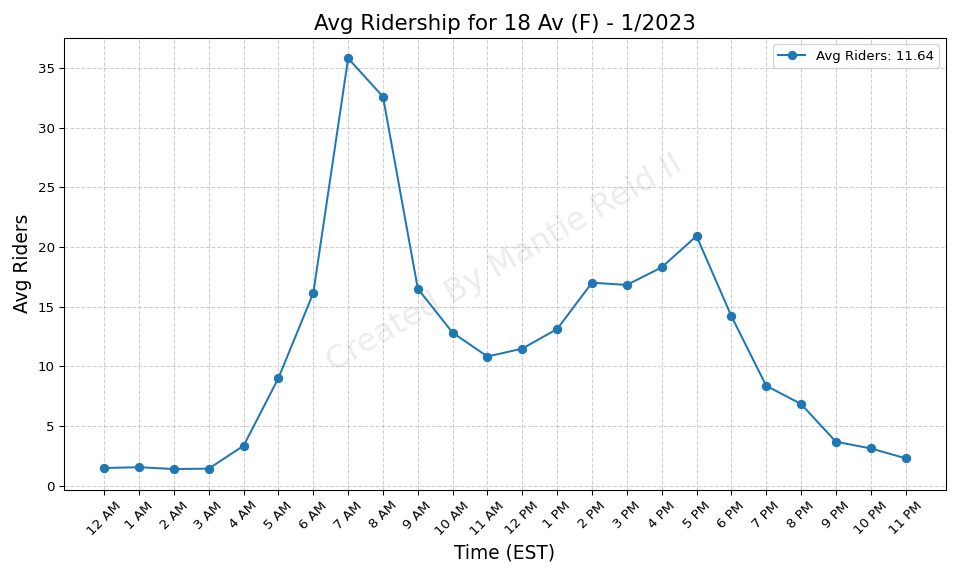 Avg Ridership for 18 Av (F) - 1/2023
Avg Riders: 11.64
35
30
25
20
15
10
5
0
Avg Riders
Created By Mantle Reid II
12 AM 1 AM 2 AM 3 AM 4 AM 5 AM 6 AM 7 AM 8 AM 9 AM 10 AM 11 AM 12 PM 1 PM 2 PM 3 PM 4 PM 5 PM 6 PM 7 PM 8 PM 9 PM 10 PM 11 PM
Time (EST)